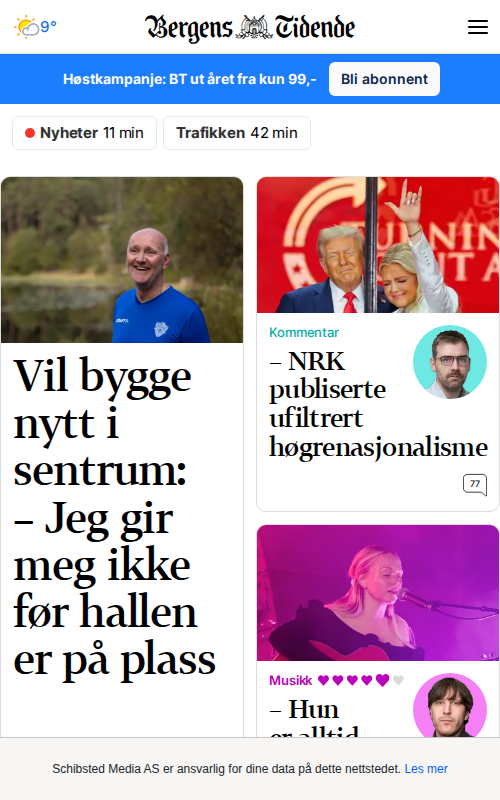 9°
Bergens Tidende
Høstkampanje: BT ut året fra kun 99,-
Bli abonnent
Nyheter 11 min
Trafikken 42 min
Vil bygge
nytt i
sentrum:
– Jeg gir
meg ikke
før hallen
er på plass
Kommentar
– NRK
publiserte
ufiltrert
høgrenasjonalisme
77
Musikk
– Hun
er alltid
Schibsted Media AS er ansvarlig for dine data på dette nettstedet. Les mer